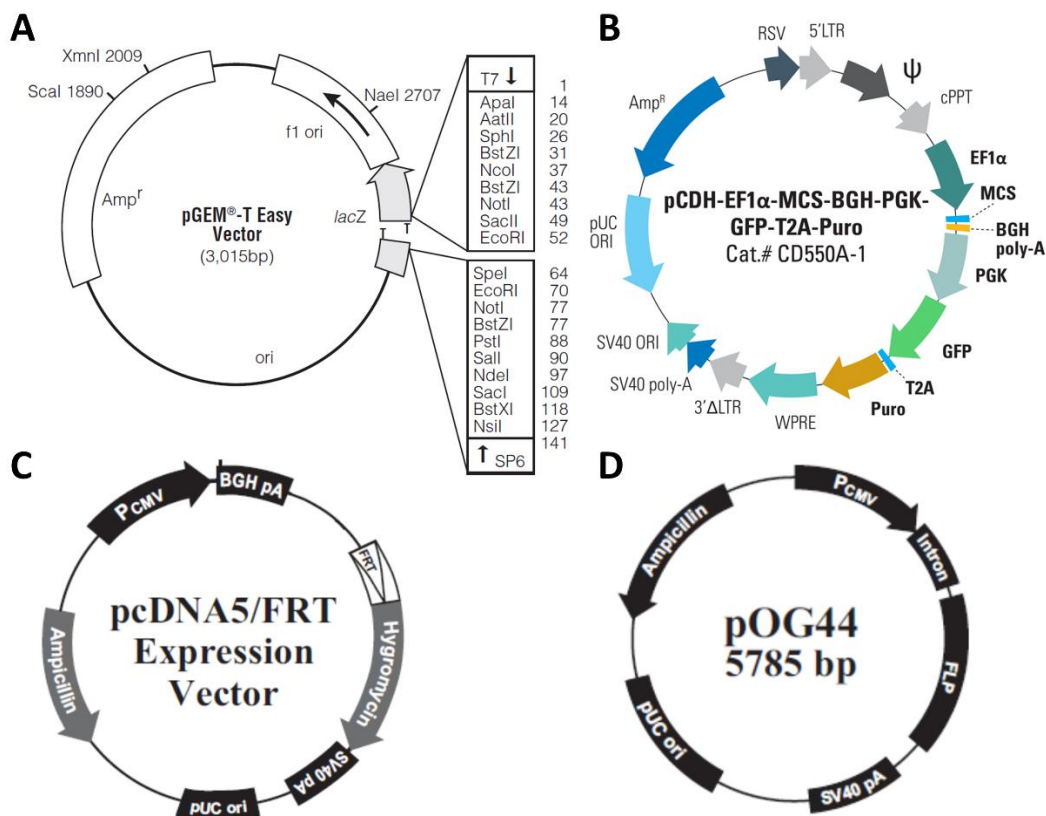 A
XmnI 2009
ScaI 1890
NaeI 2707
f1 ori
Ampr
pGEM®-T Easy
Vector
(3,015bp)
lacZ
T T
ori
T7 ↓
1
ApaI 14
AatII 20
SphI 26
BstZI 31
NcoI 37
BstZI 43
NotI 43
SacII 49
EcoRI 52
SpeI 64
EcoRI 70
NotI 77
BstZI 77
PstI 88
SalI 90
NdeI 97
SacI 109
BstXI 118
NsiI 127
141
↑ SP6
B
RSV
5'LTR
ψ
cPPT
AmpR
EF1α
MCS
BGH
poly-A
pCDH-EF1α-MCS-BGH-PGK-
GFP-T2A-Puro
Cat.# CD550A-1
pUC
ORI
PGK
GFP
SV40 ORI
SV40 poly-A
3'ΔLTR
WPRE
Puro
T2A
C
PCMV
BGH pA
FRT
Hygromycin
SV40 pA
pUC ori
Ampicillin
pcDNA5/FRT
Expression
Vector
D
PCMV
Intron
FLP
SV40 pA
pUC ori
Ampicillin
pOG44
5785 bp